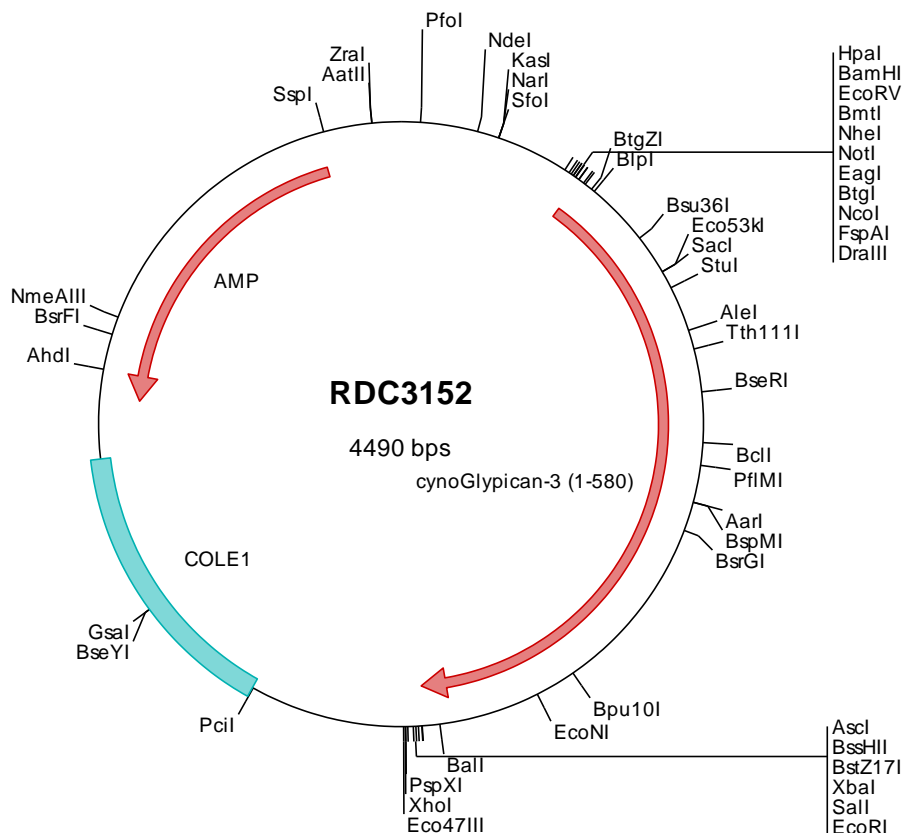 PfoI
ZraI
AatII
SspI
NdeI
KasI
NarI
SfoI
BtgZI
BlpI
HpaI
BamHI
EcoRV
BmtI
NheI
NotI
EagI
BtgI
NcoI
FspAI
DraIII
Bsu36I
Eco53kI
SacI
StuI
AleI
Tth111I
BseRI
BclI
PflMI
AarI
BspMI
BsrGI
AMP
NmeAIII
BsrFI
AhdI
RDC3152
4490 bps
cynoGlypican-3 (1-580)
COLE1
GsaI
BseYI
PciI
Bpu10I
EcoNI
BalI
PspXI
XhoI
Eco47III
AscI
BssHII
BstZ17I
XbaI
SalI
EcoRI